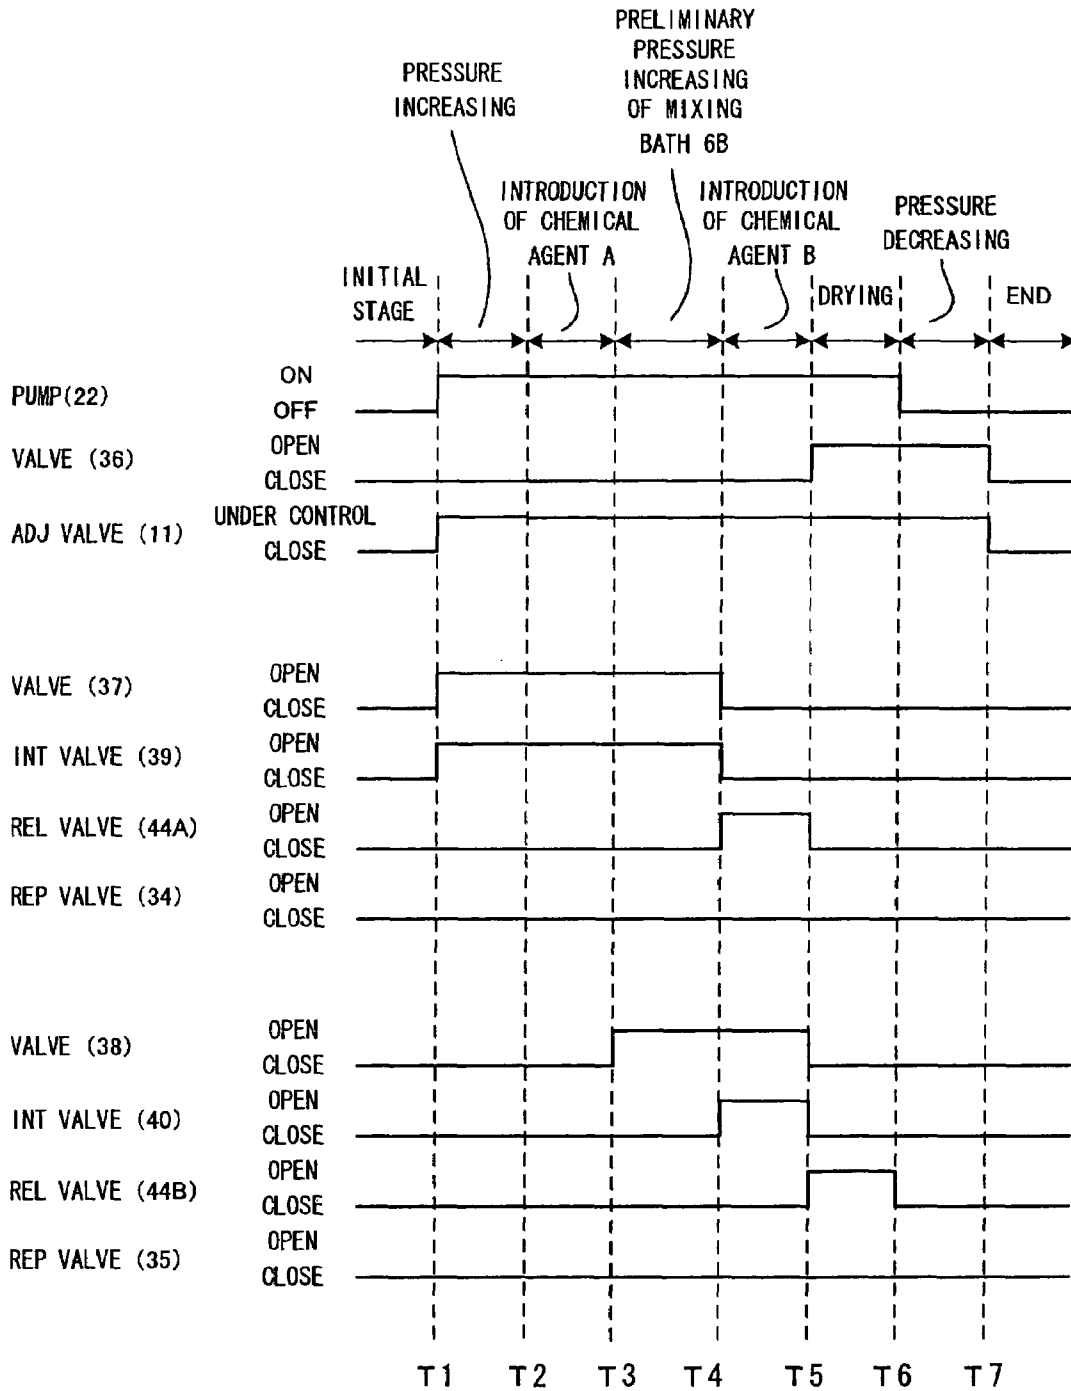 PRELIMINARY
PRESSURE
INCREASING
OF MIXING
BATH 6B
PRESSURE
INCREASING
INTRODUCTION
OF CHEMICAL
AGENT A
INTRODUCTION
OF CHEMICAL
AGENT B
PRESSURE
DECREASING
INITIAL
STAGE
DRYING
END
PUMP(22)
ON
OFF
VALVE (36)
OPEN
CLOSE
ADJ VALVE (11)
UNDER CONTROL
CLOSE
VALVE (37)
OPEN
CLOSE
INT VALVE (39)
OPEN
CLOSE
REL VALVE (44A)
OPEN
CLOSE
REP VALVE (34)
OPEN
CLOSE
VALVE (38)
OPEN
CLOSE
INT VALVE (40)
OPEN
CLOSE
REL VALVE (44B)
OPEN
CLOSE
REP VALVE (35)
OPEN
CLOSE
T1 T2 T3 T4 T5 T6 T7